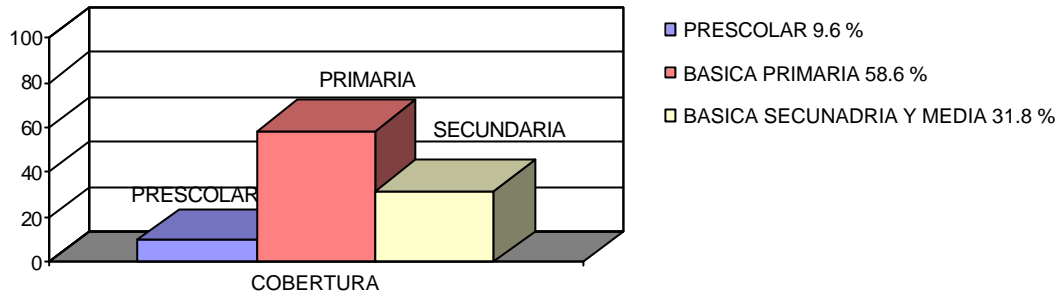 100
80
60
40
20
0
PRIMARIA
SECUNDARIA
PRESCOLAR
COBERTURA
PRESCOLAR 9.6 %
BASICA PRIMARIA 58.6 %
BASICA SECUNADRIA Y MEDIA 31.8 %